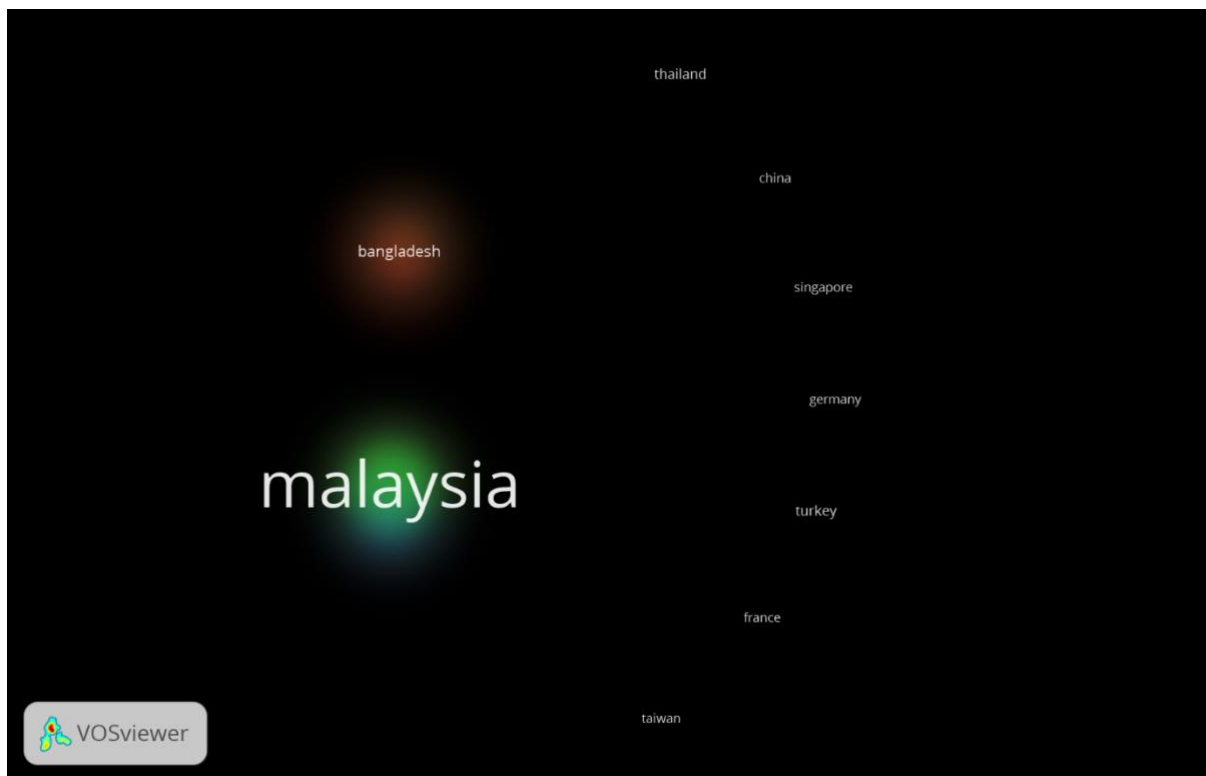 thailand
china
bangladesh
singapore
germany
malaysia
turkey
france
taiwan
VOSviewer